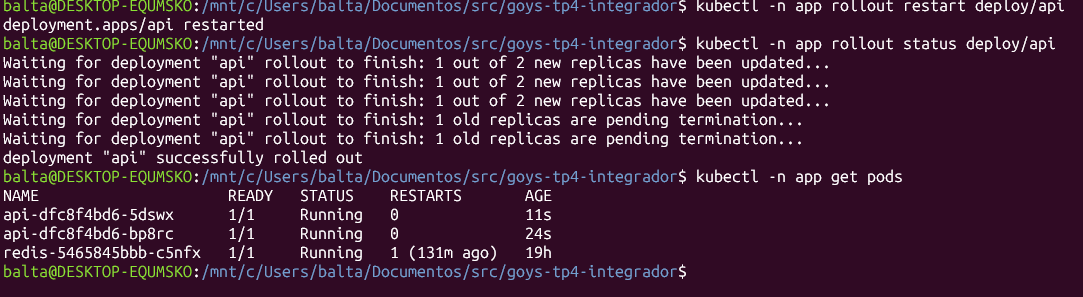 balta@DESKTOP-EQUMSKO:/mnt/c/Users/balta/Documentos/src/goys-tp4-integrador$ kubectl -n app rollout restart deploy/api
deployment.apps/api restarted
balta@DESKTOP-EQUMSKO:/mnt/c/Users/balta/Documentos/src/goys-tp4-integrador$ kubectl -n app rollout status deploy/api
Waiting for deployment "api" rollout to finish: 1 out of 2 new replicas have been updated...
Waiting for deployment "api" rollout to finish: 1 out of 2 new replicas have been updated...
Waiting for deployment "api" rollout to finish: 1 out of 2 new replicas have been updated...
Waiting for deployment "api" rollout to finish: 1 old replicas are pending termination...
Waiting for deployment "api" rollout to finish: 1 old replicas are pending termination...
deployment "api" successfully rolled out
balta@DESKTOP-EQUMSKO:/mnt/c/Users/balta/Documentos/src/goys-tp4-integrador$ kubectl -n app get pods
NAME READY STATUS RESTARTS AGE
api-dfc8f4bd6-5dswx 1/1 Running 0 11s
api-dfc8f4bd6-bp8rc 1/1 Running 0 24s
redis-5465845bbb-c5nfx 1/1 Running 1 (131m ago) 19h
balta@DESKTOP-EQUMSKO:/mnt/c/Users/balta/Documentos/src/goys-tp4-integrador$